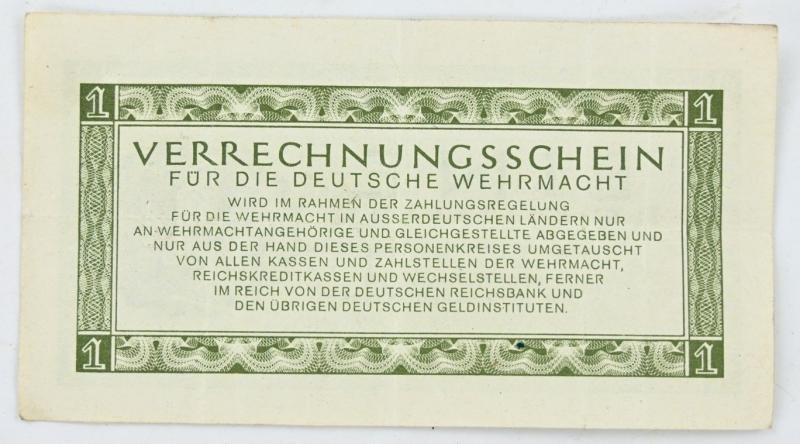 1 1
VERRECHNUNGSSCHEIN
FÜR DIE DEUTSCHE WEHRMACHT
WIRD IM RAHMEN DER ZAHLUNGSREGELUNG
FÜR DIE WEHRMACHT IN AUSSERDEUTSCHEN LÄNDERN NUR
AN WEHRMACHTANGEHÖRIGE UND GLEICHGESTELLTE ABGEGEBEN UND
NUR AUS DER HAND DIESES PERSONENKREISES UMGETAUSCHT
VON ALLEN KASSEN UND ZAHLSTELLEN DER WEHRMACHT,
REICHSKREDITKASSEN UND WECHSELSTELLEN, FERNER
IM REICH VON DER DEUTSCHEN REICHSBANK UND
DEN ÜBRIGEN DEUTSCHEN GELDINSTITUTEN.
1 1